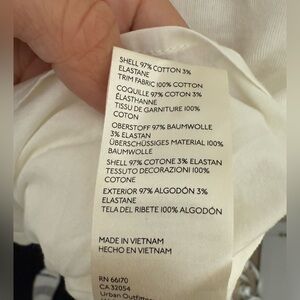 SHELL 97% COTTON 3%
ELASTANE
TRIM FABRIC 100% COTTON
COQUILLE 97% COTON 3%
ÉLASTHANNE
TISSU DE GARNITURE 100%
COTON
OBERSTOFF 97% BAUMWOLLE
3% ELASTAN
ÜBERSCHÜSSIGES MATERIAL 100%
BAUMWOLLE
SHELL 97% COTONE 3% ELASTAN
TESSUTO DECORAZIONI 100%
COTONE
EXTERIOR 97% ALGODÓN 3%
ELASTANE
TELA DEL RIBETE 100% ALGODÓN
MADE IN VIETNAM
HECHO EN VIETNAM
RN 66170
CA 32054
Urban Outfitters